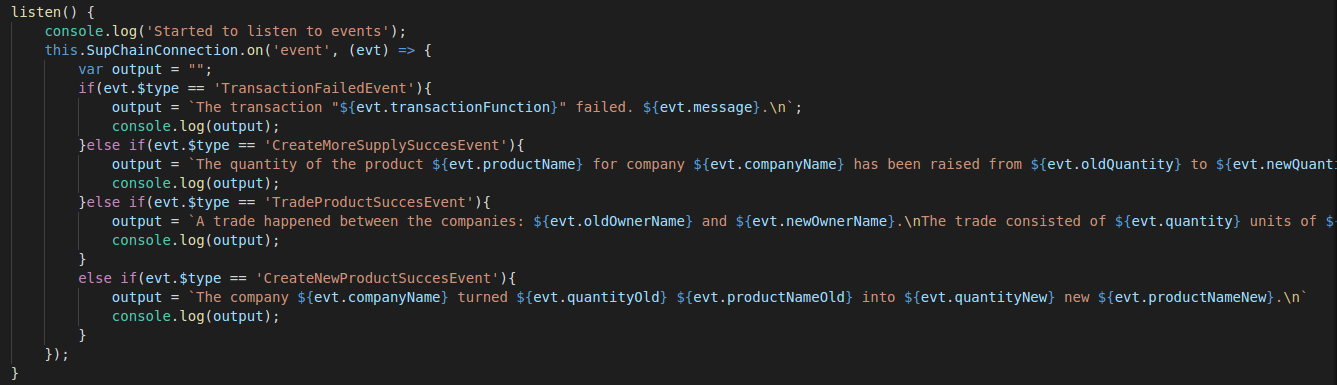 listen() {
    console.log('Started to listen to events');
    this.SupChainConnection.on('event', (evt) => {
        var output = "";
        if(evt.$type == 'TransactionFailedEvent'){
            output = `The transaction "${evt.transactionFunction}" failed. ${evt.message}.\n`;
            console.log(output);
        }else if(evt.$type == 'CreateMoreSupplySuccesEvent'){
            output = `The quantity of the product ${evt.productName} for company ${evt.companyName} has been raised from ${evt.oldQuantity} to ${evt.newQuanti
            console.log(output);
        }else if(evt.$type == 'TradeProductSuccesEvent'){
            output = `A trade happened between the companies: ${evt.oldOwnerName} and ${evt.newOwnerName}.\nThe trade consisted of ${evt.quantity} units of $
            console.log(output);
        }
        else if(evt.$type == 'CreateNewProductSuccesEvent'){
            output = `The company ${evt.companyName} turned ${evt.quantityOld} ${evt.productNameOld} into ${evt.quantityNew} new ${evt.productNameNew}.\n`
            console.log(output);
        }
    });
}